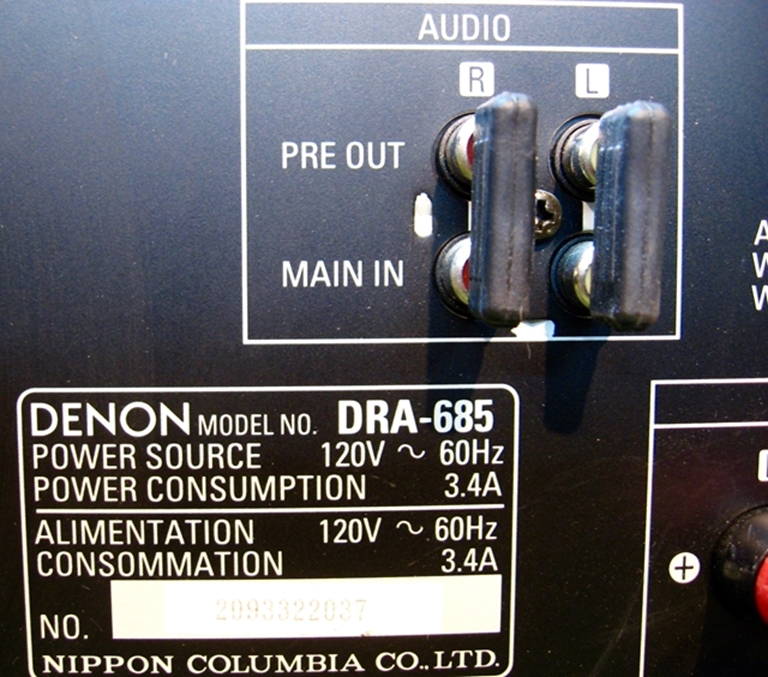 AUDIO
R L
PRE OUT
MAIN IN
DENON MODEL NO. DRA-685
POWER SOURCE 120V ~ 60Hz
POWER CONSUMPTION 3.4A
ALIMENTATION 120V ~ 60Hz
CONSOMMATION 3.4A
NO. 2093322037
NIPPON COLUMBIA CO., LTD.
+